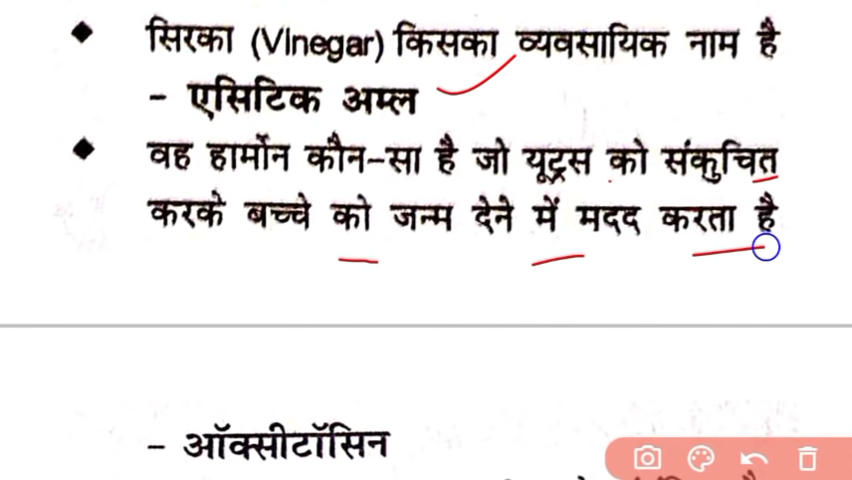 ◆ सिरका (Vinegar) किसका व्यवसायिक नाम है
– एसिटिक अम्ल
◆ वह हार्मोन कौन-सा है जो यूट्रस को संकुचित
करके बच्चे को जन्म देने में मदद करता है
– ऑक्सीटॉसिन